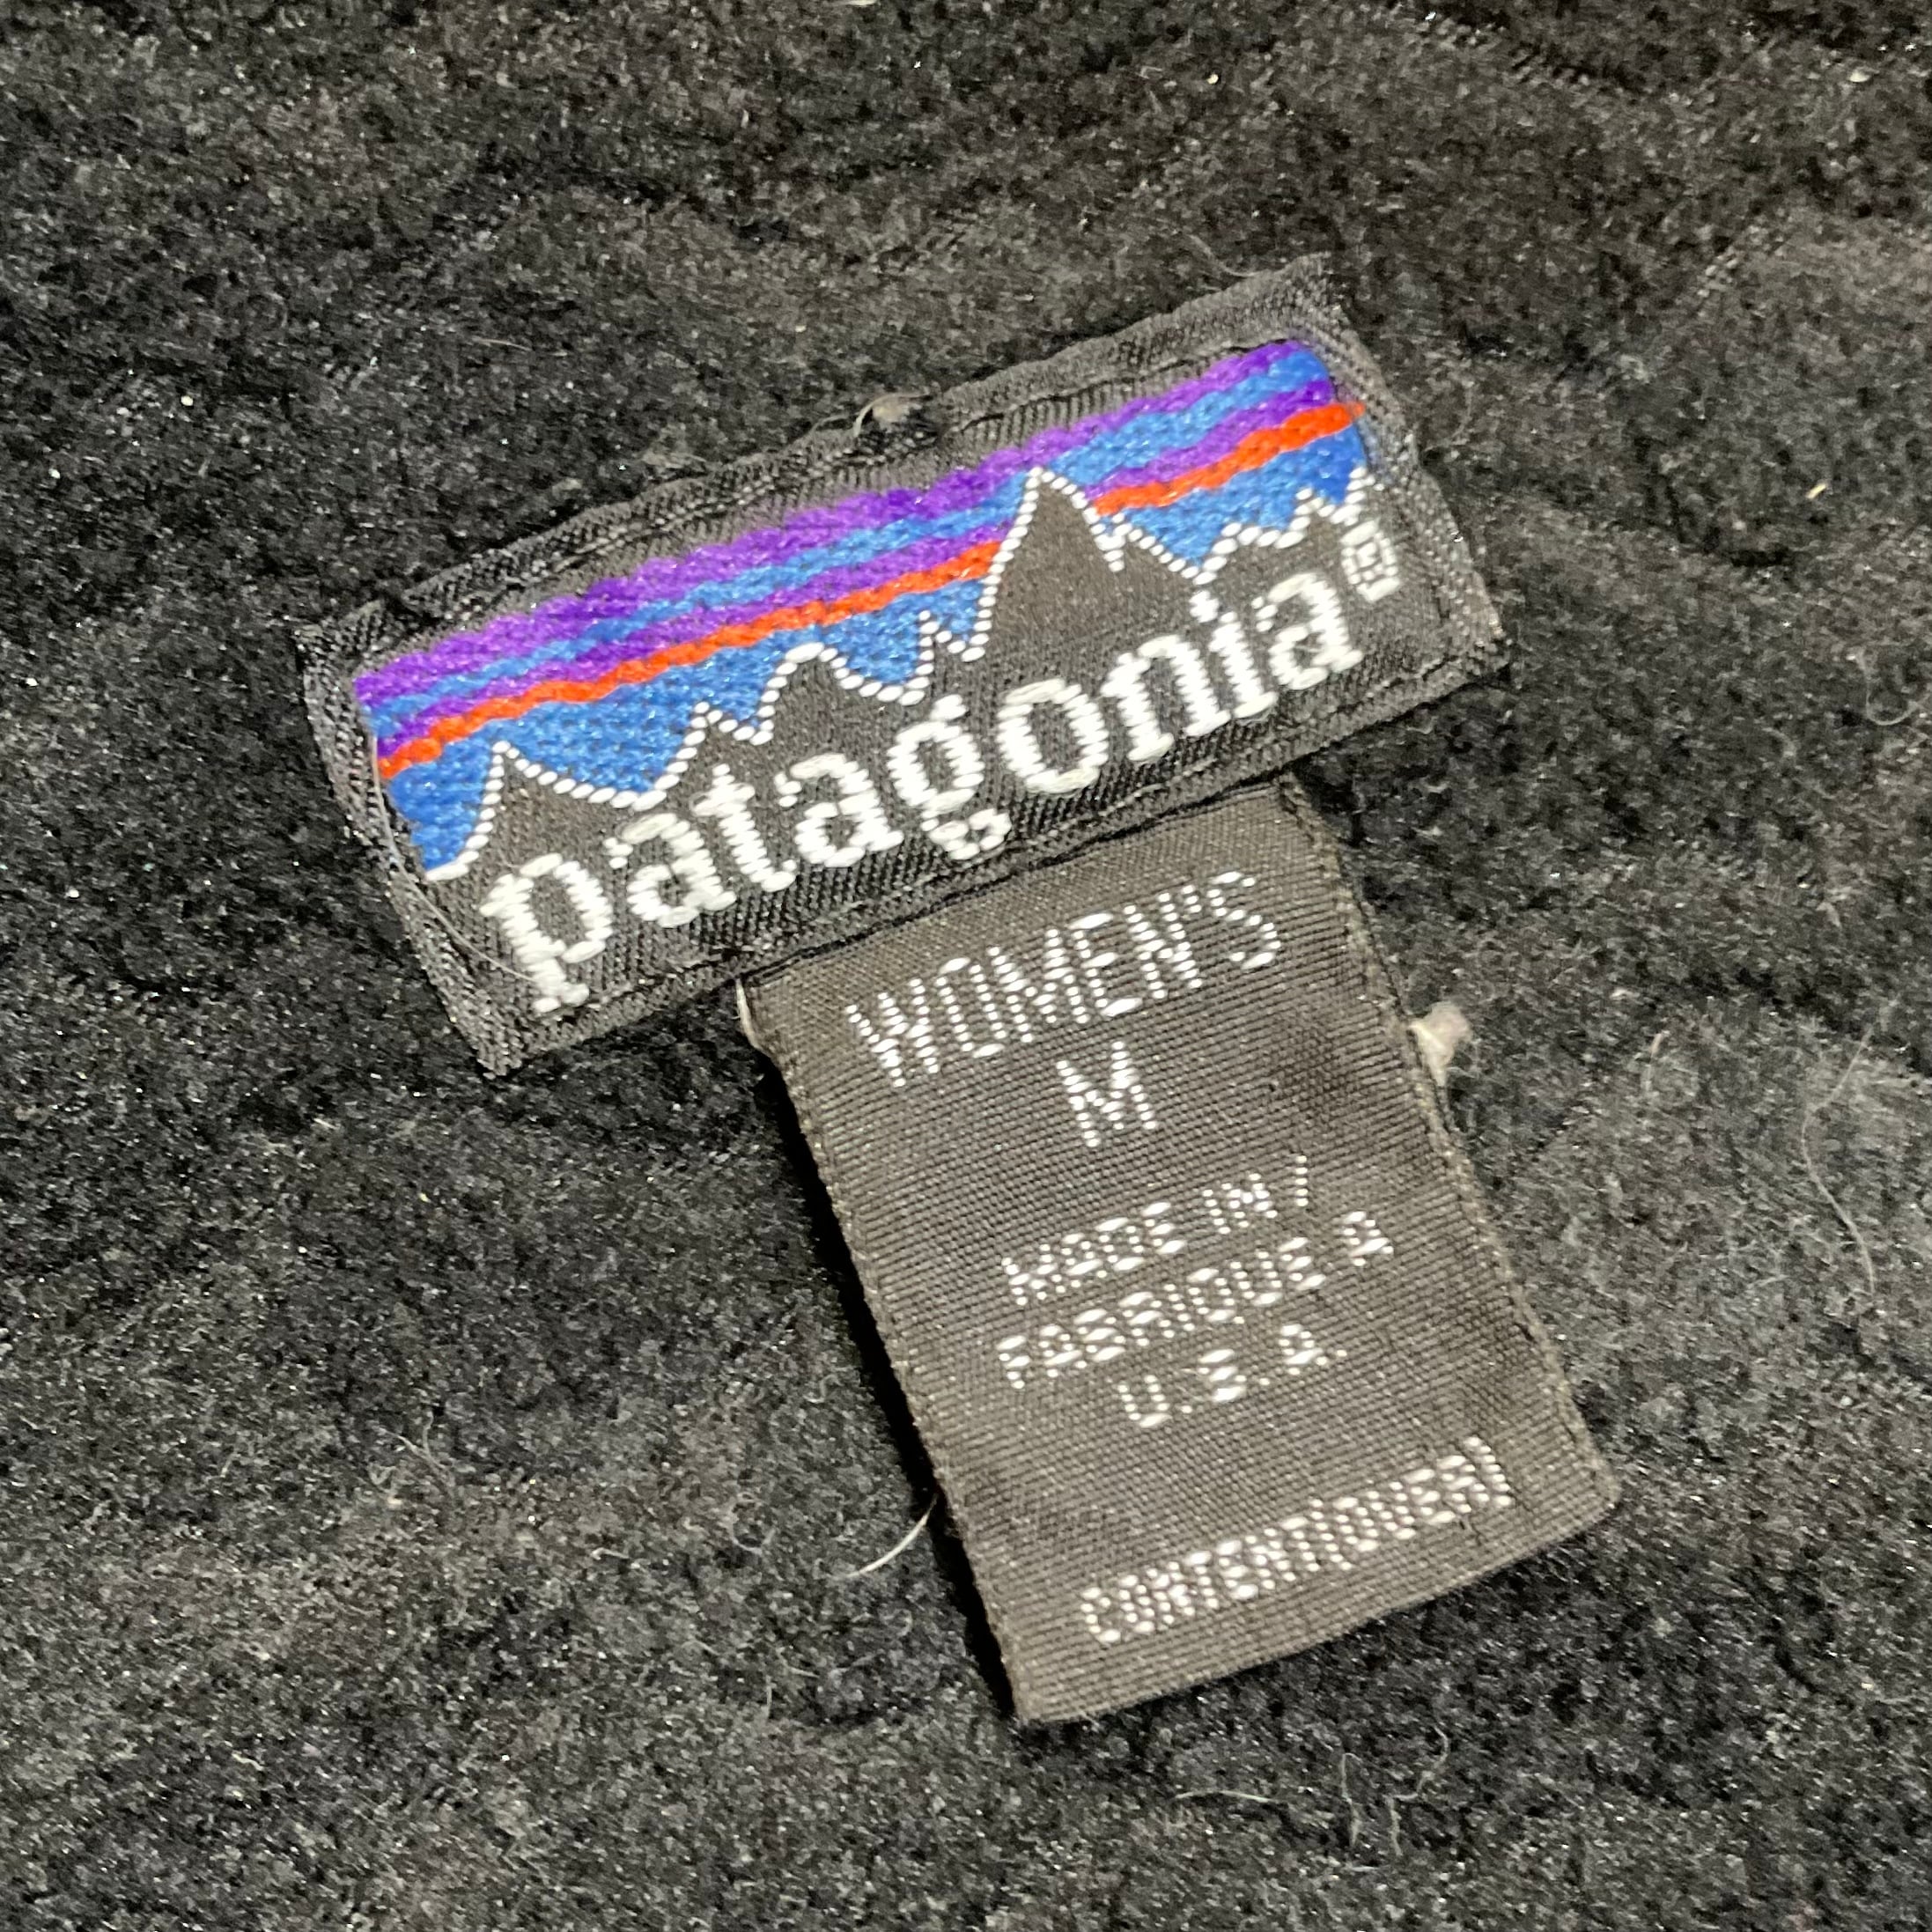 patagonia®
WOMEN'S
M
MADE IN/
FABRIQUE A
U.S.A.
CONTENT(OVER)